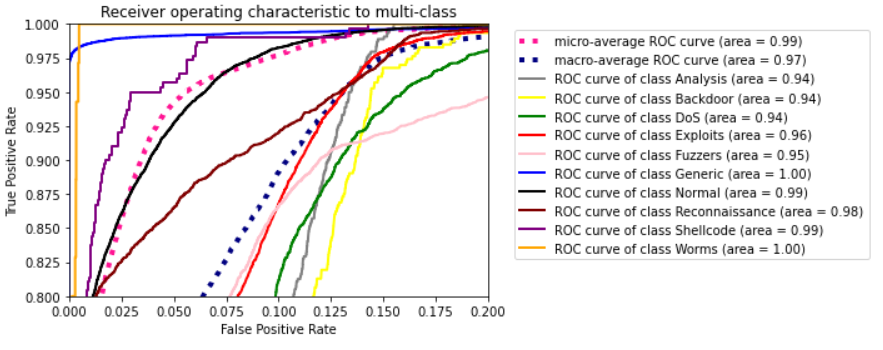 Receiver operating characteristic to multi-class
1.000
0.975
0.950
0.925
0.900
0.875
0.850
0.825
0.800
True Positive Rate
0.000 0.025 0.050 0.075 0.100 0.125 0.150 0.175 0.200
False Positive Rate
micro-average ROC curve (area = 0.99)
macro-average ROC curve (area = 0.97)
ROC curve of class Analysis (area = 0.94)
ROC curve of class Backdoor (area = 0.94)
ROC curve of class DoS (area = 0.94)
ROC curve of class Exploits (area = 0.96)
ROC curve of class Fuzzers (area = 0.95)
ROC curve of class Generic (area = 1.00)
ROC curve of class Normal (area = 0.99)
ROC curve of class Reconnaissance (area = 0.98)
ROC curve of class Shellcode (area = 0.99)
ROC curve of class Worms (area = 1.00)